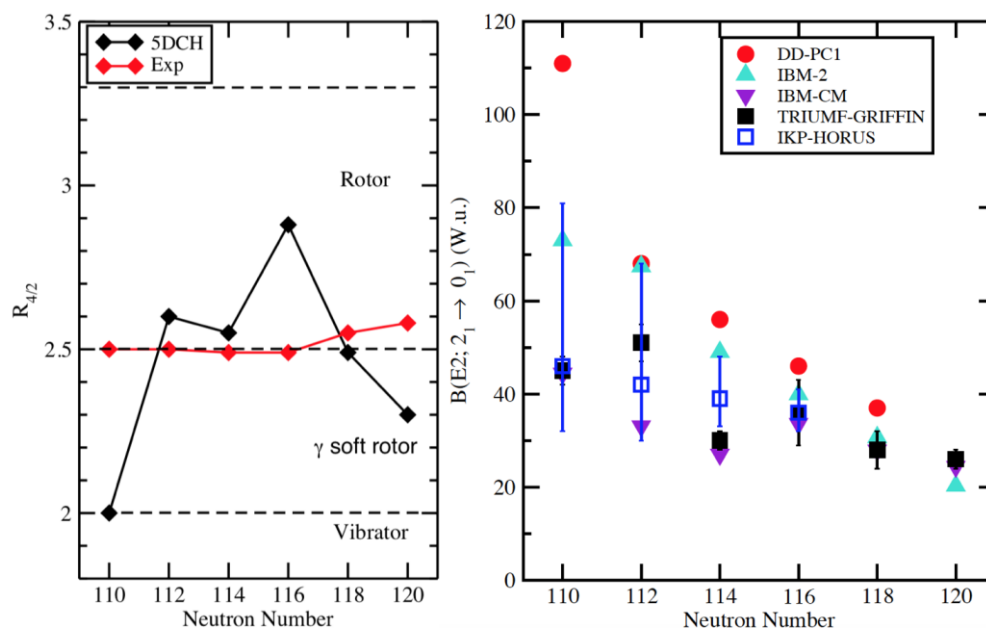 3.5
5DCH
Exp
3
Rotor
R4/2
2.5
γ soft rotor
2
Vibrator
110 112 114 116 118 120
Neutron Number
120
DD-PC1
IBM-2
IBM-CM
TRIUMF-GRIFFIN
IKP-HORUS
100
80
60
B(E2; 2₁ → 0₁) (W.u.)
40
20
0
110 112 114 116 118 120
Neutron Number